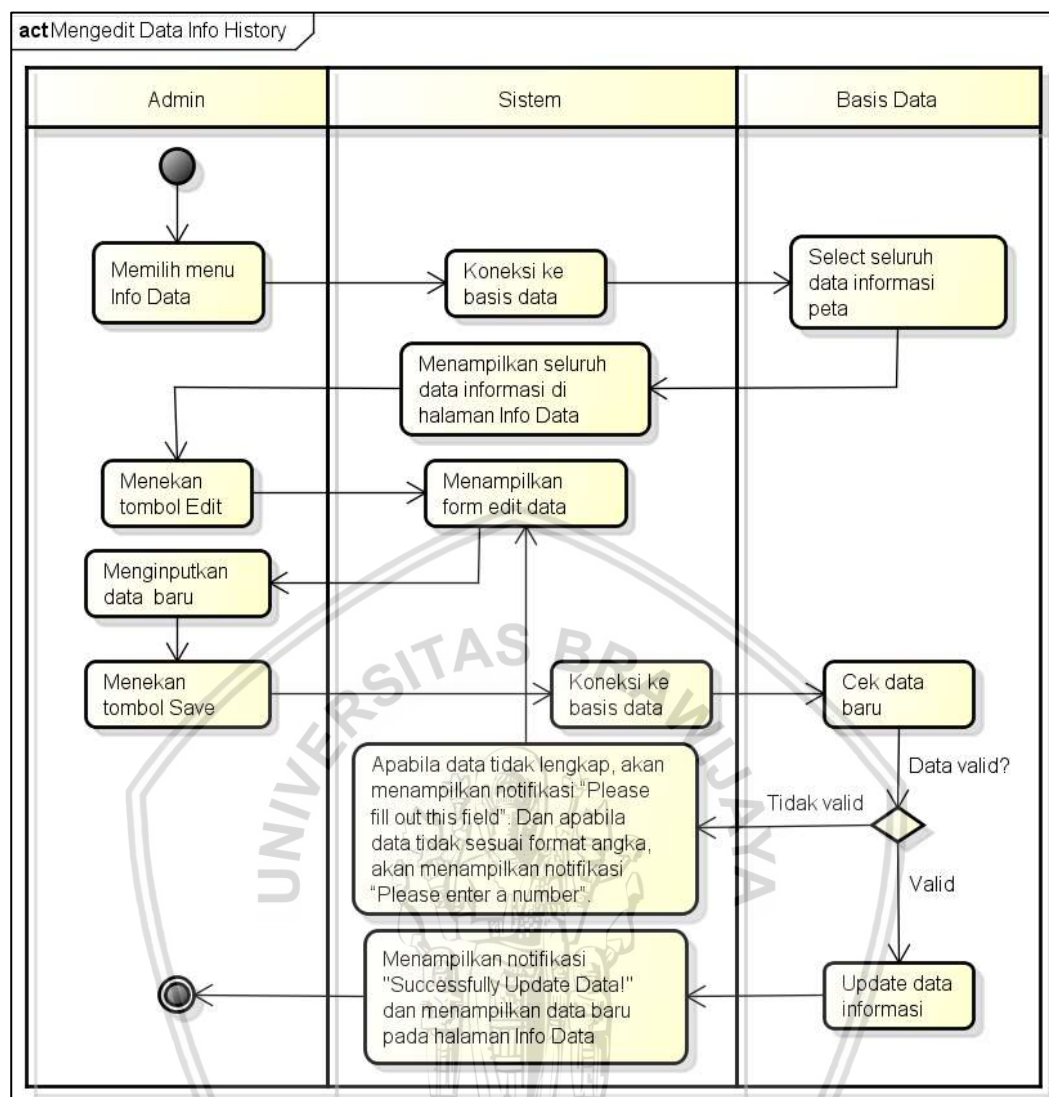 act Mengedit Data Info History
Admin
Sistem
Basis Data
Memilih menu
Info Data
Koneksi ke
basis data
Select seluruh
data informasi
peta
Menampilkan seluruh
data informasi di
halaman Info Data
Menekan
tombol Edit
Menampilkan
form edit data
Menginputkan
data baru
Menekan
tombol Save
Koneksi ke
basis data
Cek data
baru
Data valid?
Tidak valid
Apabila data tidak lengkap, akan
menampilkan notifikasi “Please
fill out this field”. Dan apabila
data tidak sesuai format angka,
akan menampilkan notifikasi
“Please enter a number”.
Valid
Update data
informasi
Menampilkan notifikasi
"Successfully Update Data!"
dan menampilkan data baru
pada halaman Info Data
UNIVERSITAS BRAWIJAYA